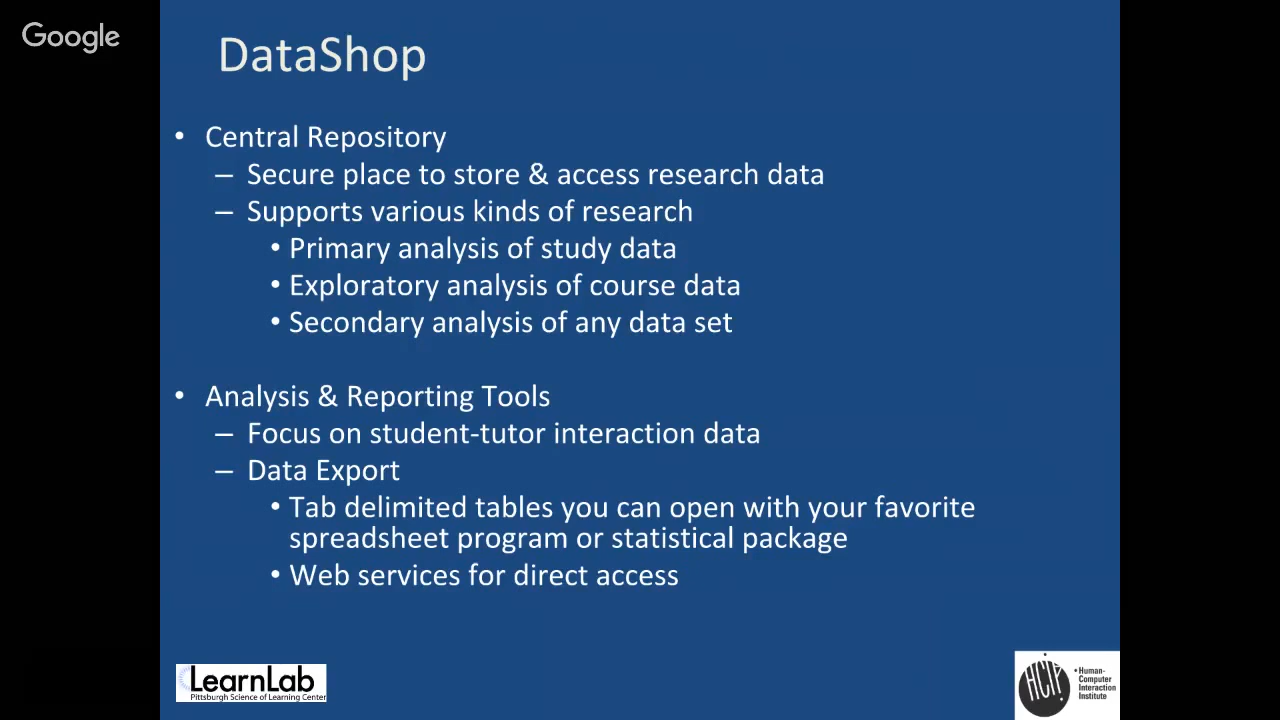 Google
DataShop
• Central Repository
– Secure place to store & access research data
– Supports various kinds of research
• Primary analysis of study data
• Exploratory analysis of course data
• Secondary analysis of any data set
• Analysis & Reporting Tools
– Focus on student-tutor interaction data
– Data Export
• Tab delimited tables you can open with your favorite
spreadsheet program or statistical package
• Web services for direct access
LearnLab
Pittsburgh Science of Learning Center
HCII
• Human-
Computer
Interaction
Institute